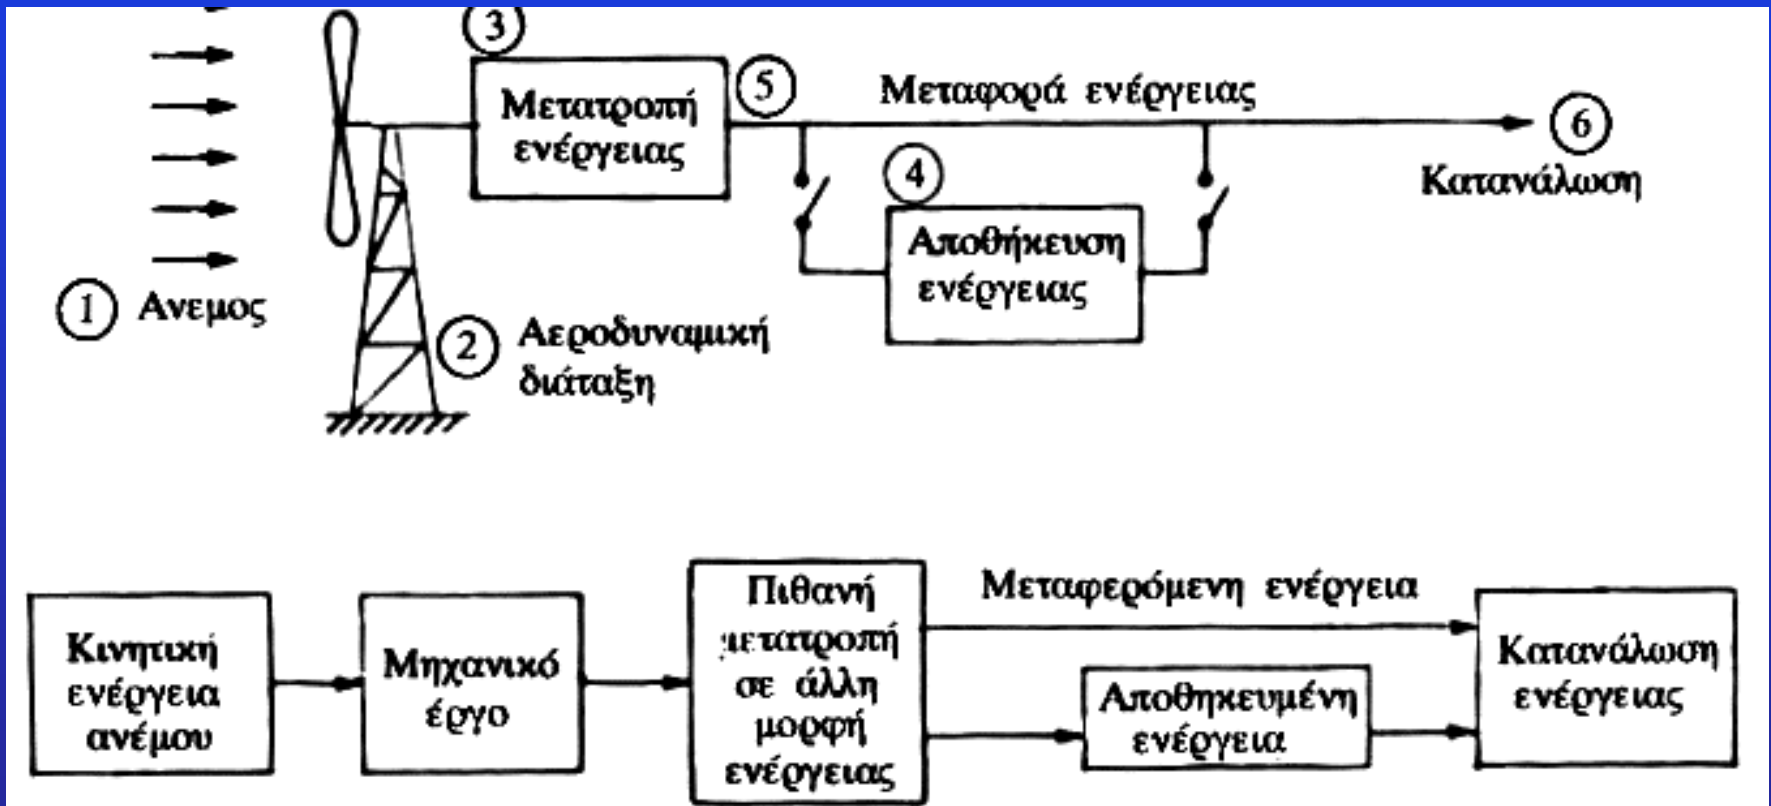 3
Μετατροπή
ενέργειας
5
Μεταφορά ενέργειας
6
Κατανάλωση
4
Αποθήκευση
ενέργειας
1 Ανεμος
2 Αεροδυναμική
διάταξη
Κινητική
ενέργεια
ανέμου
Μηχανικό
έργο
Πιθανή
μετατροπή
σε άλλη
μορφή
ενέργειας
Μεταφερόμενη ενέργεια
Αποθηκευμένη
ενέργεια
Κατανάλωση
ενέργειας